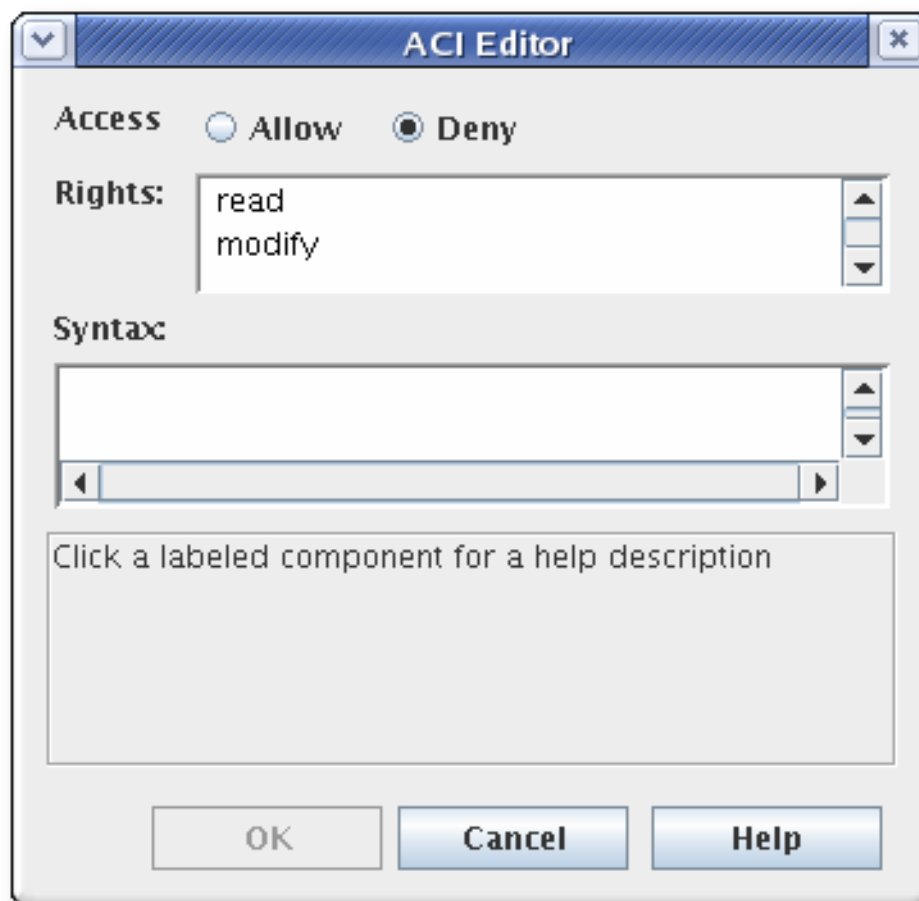 ACI Editor
Access Allow Deny
Rights: read
modify
Syntax:
Click a labeled component for a help description
OK Cancel Help